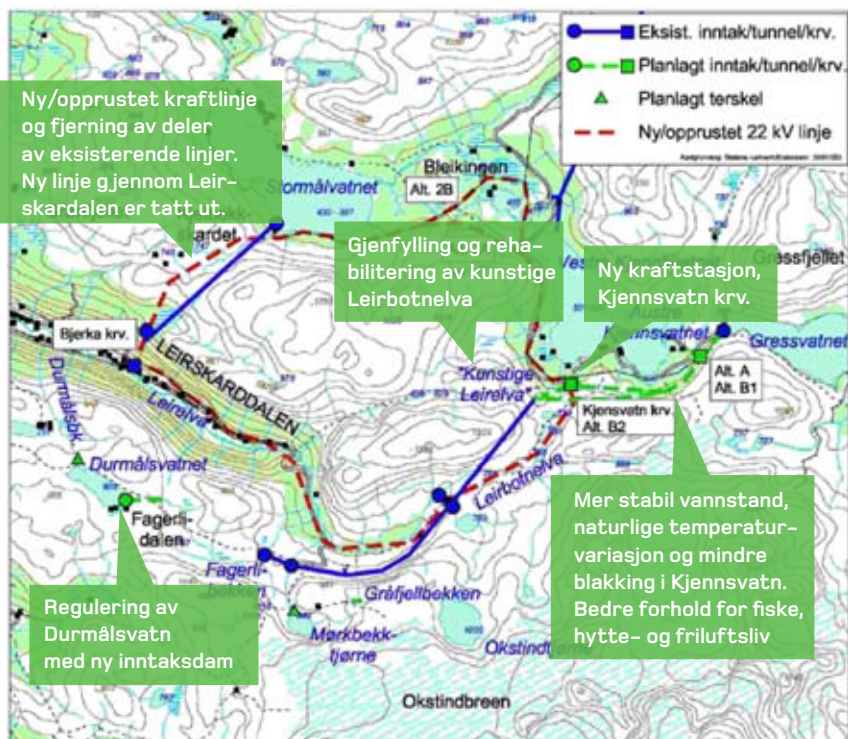 Eksist. inntak/tunnel/krv.
Planlagt inntak/tunnel/krv.
Planlagt terskel
Ny/opprustet 22 kV linje
Ny/opprustet kraftlinje
og fjerning av deler
av eksisterende linjer.
Ny linje gjennom Leir-
skardalen er tatt ut.
Stormålvatnet
Bleikingen
Alt. 2B
skardet
Gjenfylling og reha-
bilitering av kunstige
Leirbotnelva
Ny kraftstasjon,
Kjennsvatn krv.
Gressfjellet
Austre
Kjennsvatnet
Gressvatnet
Bjerka krv.
LEIRSKARDDALEN
Leirelva
Durmålsbk.
"Kunstige
Leirelva"
Alt. A
Alt. B1
Kjensvatn krv.
Alt. B2
Leirbotnelva
Durmålsvatnet
Fagerli-
dalen
Mer stabil vannstand,
naturlige temperatur-
variasjon og mindre
blakking i Kjennsvatn.
Bedre forhold for fiske,
hytte- og friluftsliv
Fagerli-
bekken
Gråfjellbekken
Mørkbekk-
tjørne
Regulering av
Durmålsvatn
med ny inntaksdam
Okstindtjørne
Okstindbreen